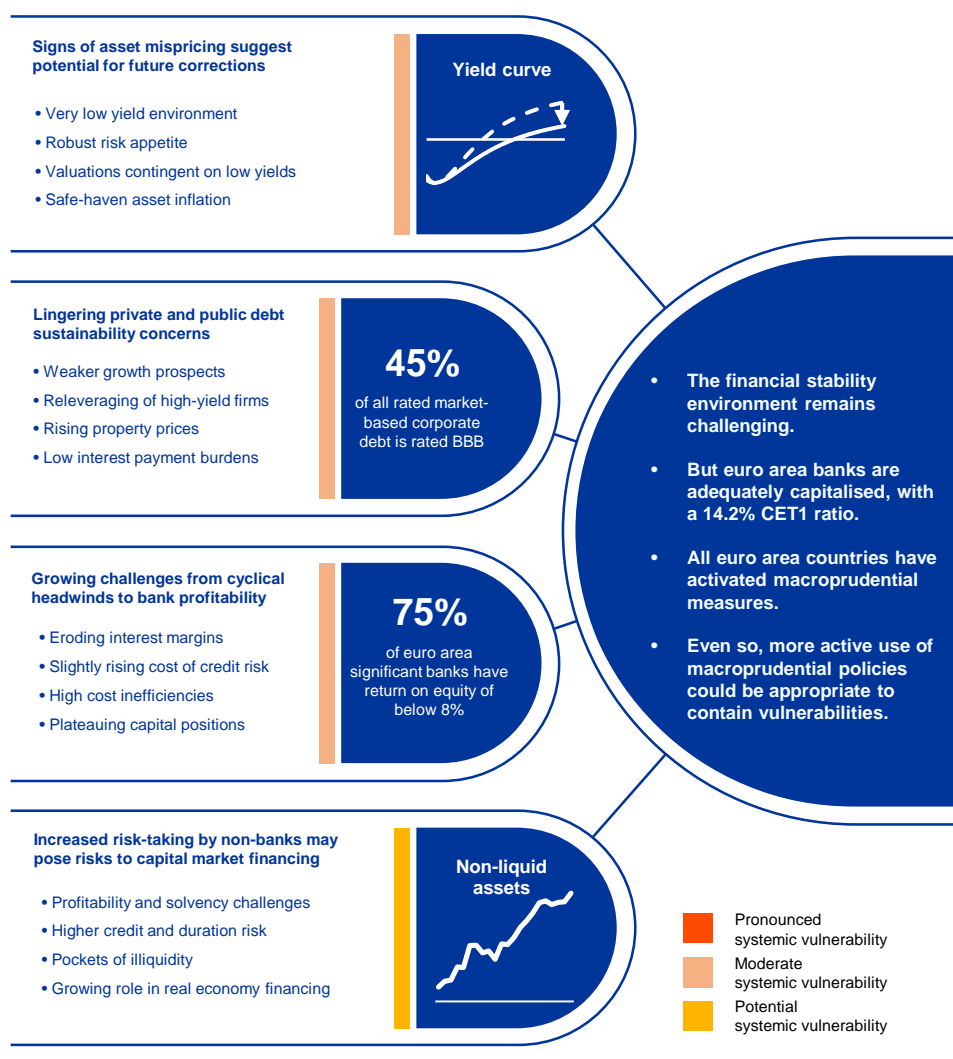 Signs of asset mispricing suggest
potential for future corrections
• Very low yield environment
• Robust risk appetite
• Valuations contingent on low yields
• Safe-haven asset inflation
Yield curve
Lingering private and public debt
sustainability concerns
• Weaker growth prospects
• Releveraging of high-yield firms
• Rising property prices
• Low interest payment burdens
45%
of all rated market-
based corporate
debt is rated BBB
Growing challenges from cyclical
headwinds to bank profitability
• Eroding interest margins
• Slightly rising cost of credit risk
• High cost inefficiencies
• Plateauing capital positions
75%
of euro area
significant banks have
return on equity of
below 8%
Increased risk-taking by non-banks may
pose risks to capital market financing
• Profitability and solvency challenges
• Higher credit and duration risk
• Pockets of illiquidity
• Growing role in real economy financing
Non-liquid
assets
• The financial stability
environment remains
challenging.
• But euro area banks are
adequately capitalised, with
a 14.2% CET1 ratio.
• All euro area countries have
activated macroprudential
measures.
• Even so, more active use of
macroprudential policies
could be appropriate to
contain vulnerabilities.
Pronounced
systemic vulnerability
Moderate
systemic vulnerability
Potential
systemic vulnerability